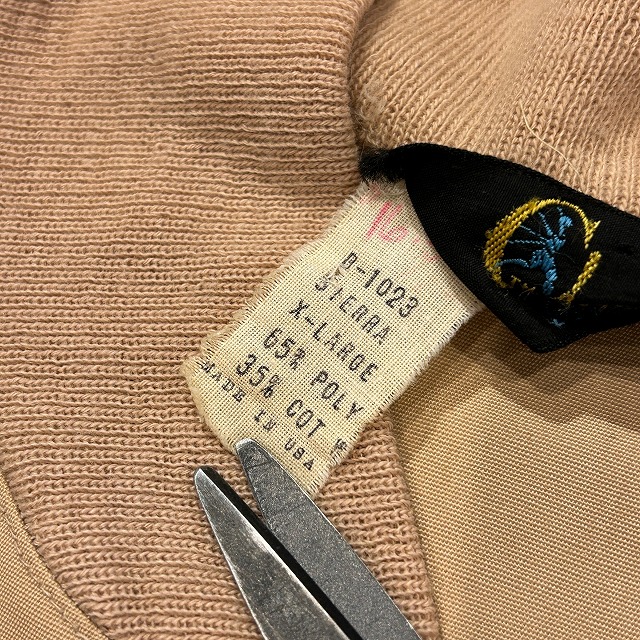 D-1023
SIERRA
X-LARGE
65% POLY
35% COT
MADE IN USA